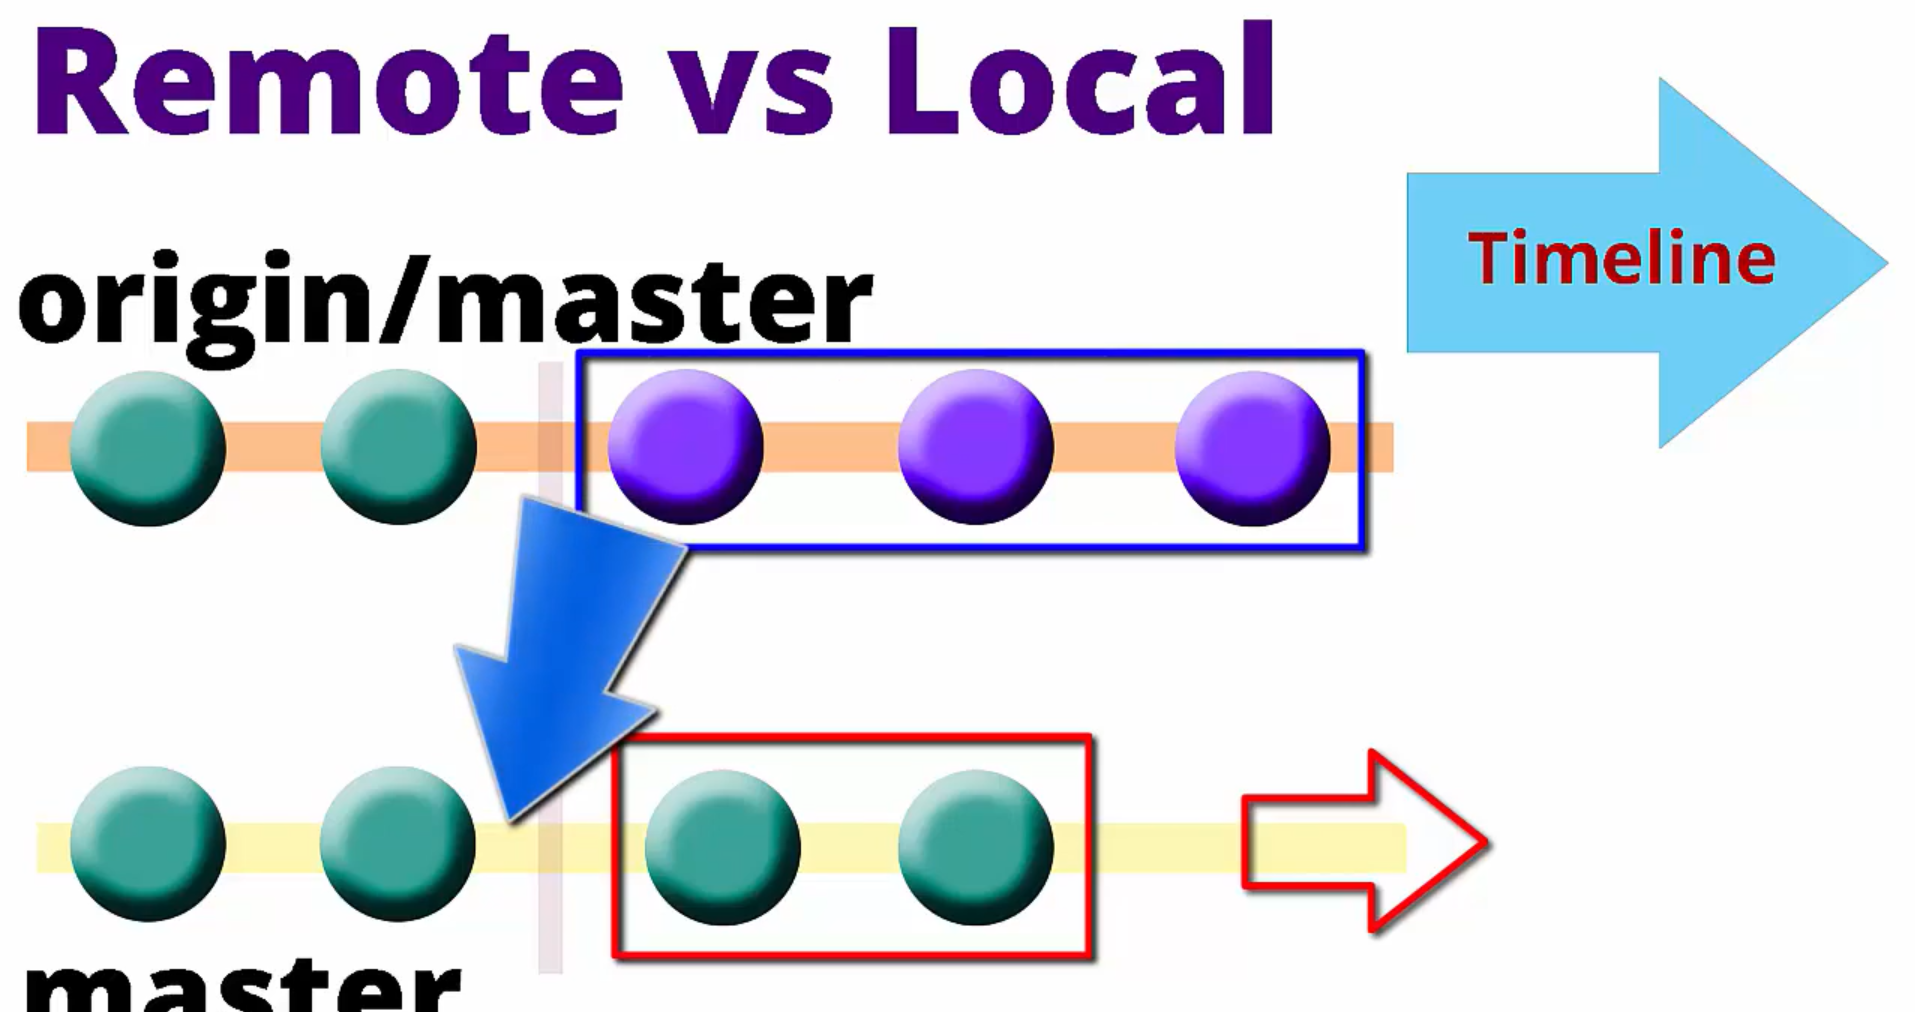 Remote vs Local
Timeline
origin/master
master